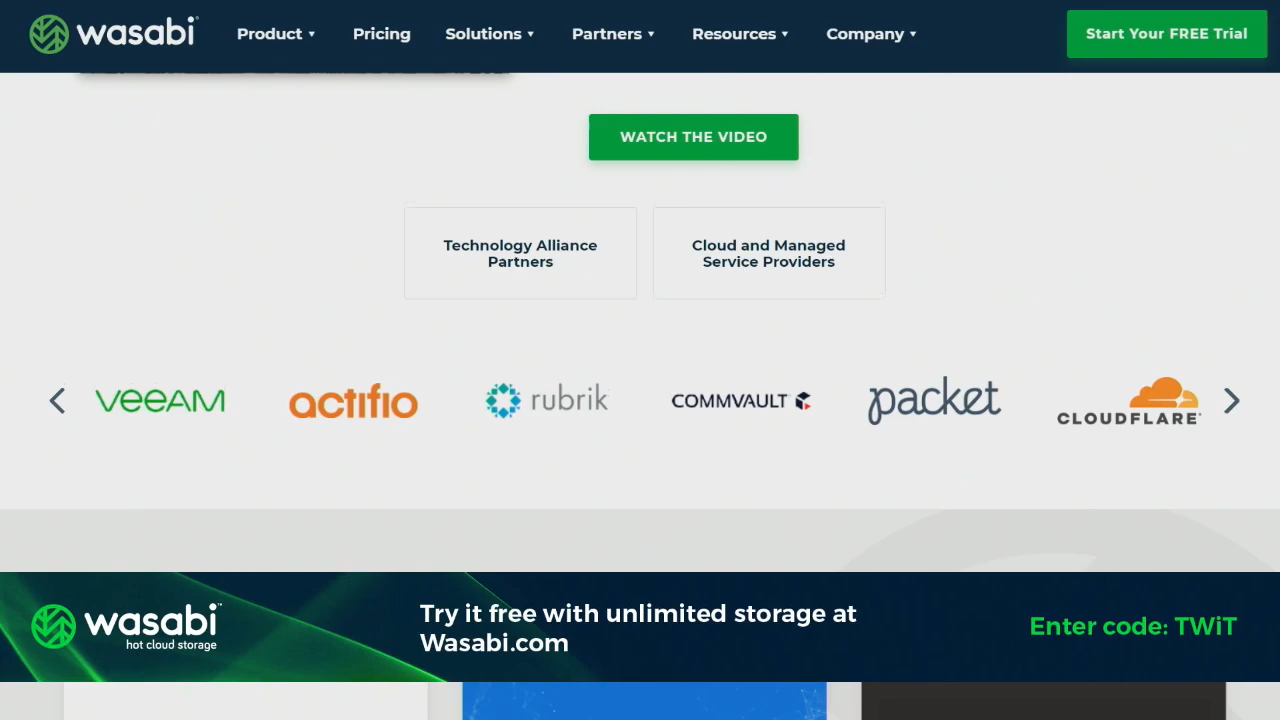 wasabi
Product
Pricing
Solutions
Partners
Resources
Company
Start Your FREE Trial
WATCH THE VIDEO
Technology Alliance
Partners
Cloud and Managed
Service Providers
veeAM
actifio
rubrik
COMMVAULT
packet
CLOUDFLARE
wasabi
hot cloud storage
Try it free with unlimited storage at
Wasabi.com
Enter code: TWiT